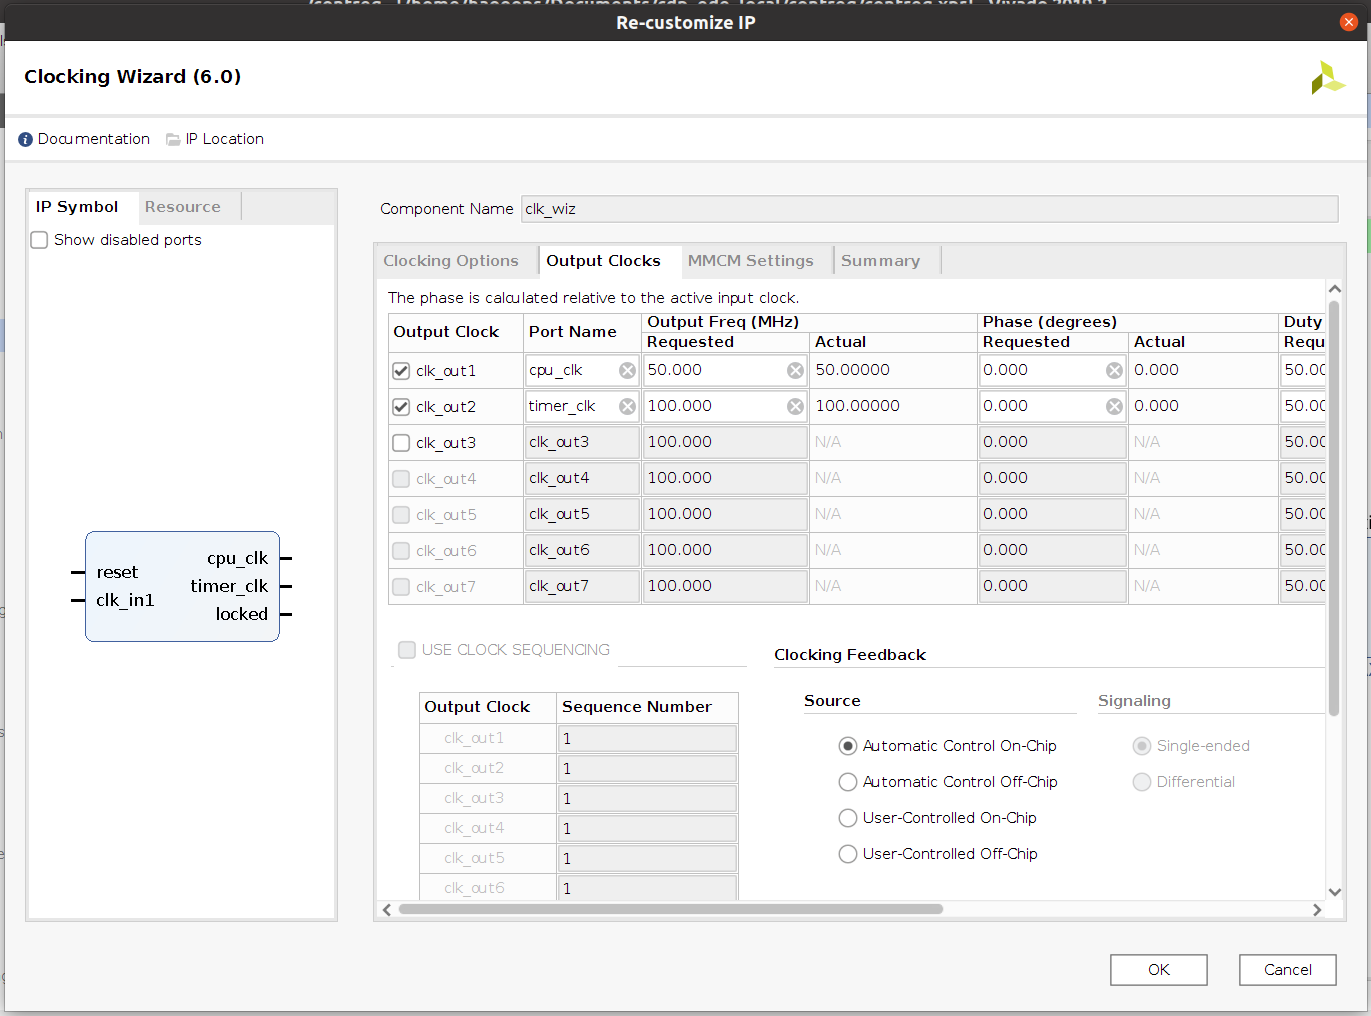 Re-customize IP
Clocking Wizard (6.0)
Documentation IP Location
IP Symbol Resource
Show disabled ports
reset
clk_in1
cpu_clk
timer_clk
locked
Component Name clk_wiz
Clocking Options Output Clocks MMCM Settings Summary
The phase is calculated relative to the active input clock.
Output Clock Port Name Output Freq (MHz) Phase (degrees) Duty
Requested Actual Requested Actual Requ
clk_out1 cpu_clk 50.000 50.00000 0.000 0.000 50.00
clk_out2 timer_clk 100.000 100.00000 0.000 0.000 50.00
clk_out3 clk_out3 100.000 N/A 0.000 N/A 50.00
clk_out4 clk_out4 100.000 N/A 0.000 N/A 50.00
clk_out5 clk_out5 100.000 N/A 0.000 N/A 50.00
clk_out6 clk_out6 100.000 N/A 0.000 N/A 50.00
clk_out7 clk_out7 100.000 N/A 0.000 N/A 50.00
USE CLOCK SEQUENCING
Output Clock Sequence Number
clk_out1 1
clk_out2 1
clk_out3 1
clk_out4 1
clk_out5 1
clk_out6 1
Clocking Feedback
Source Signaling
Automatic Control On-Chip Single-ended
Automatic Control Off-Chip Differential
User-Controlled On-Chip
User-Controlled Off-Chip
OK Cancel